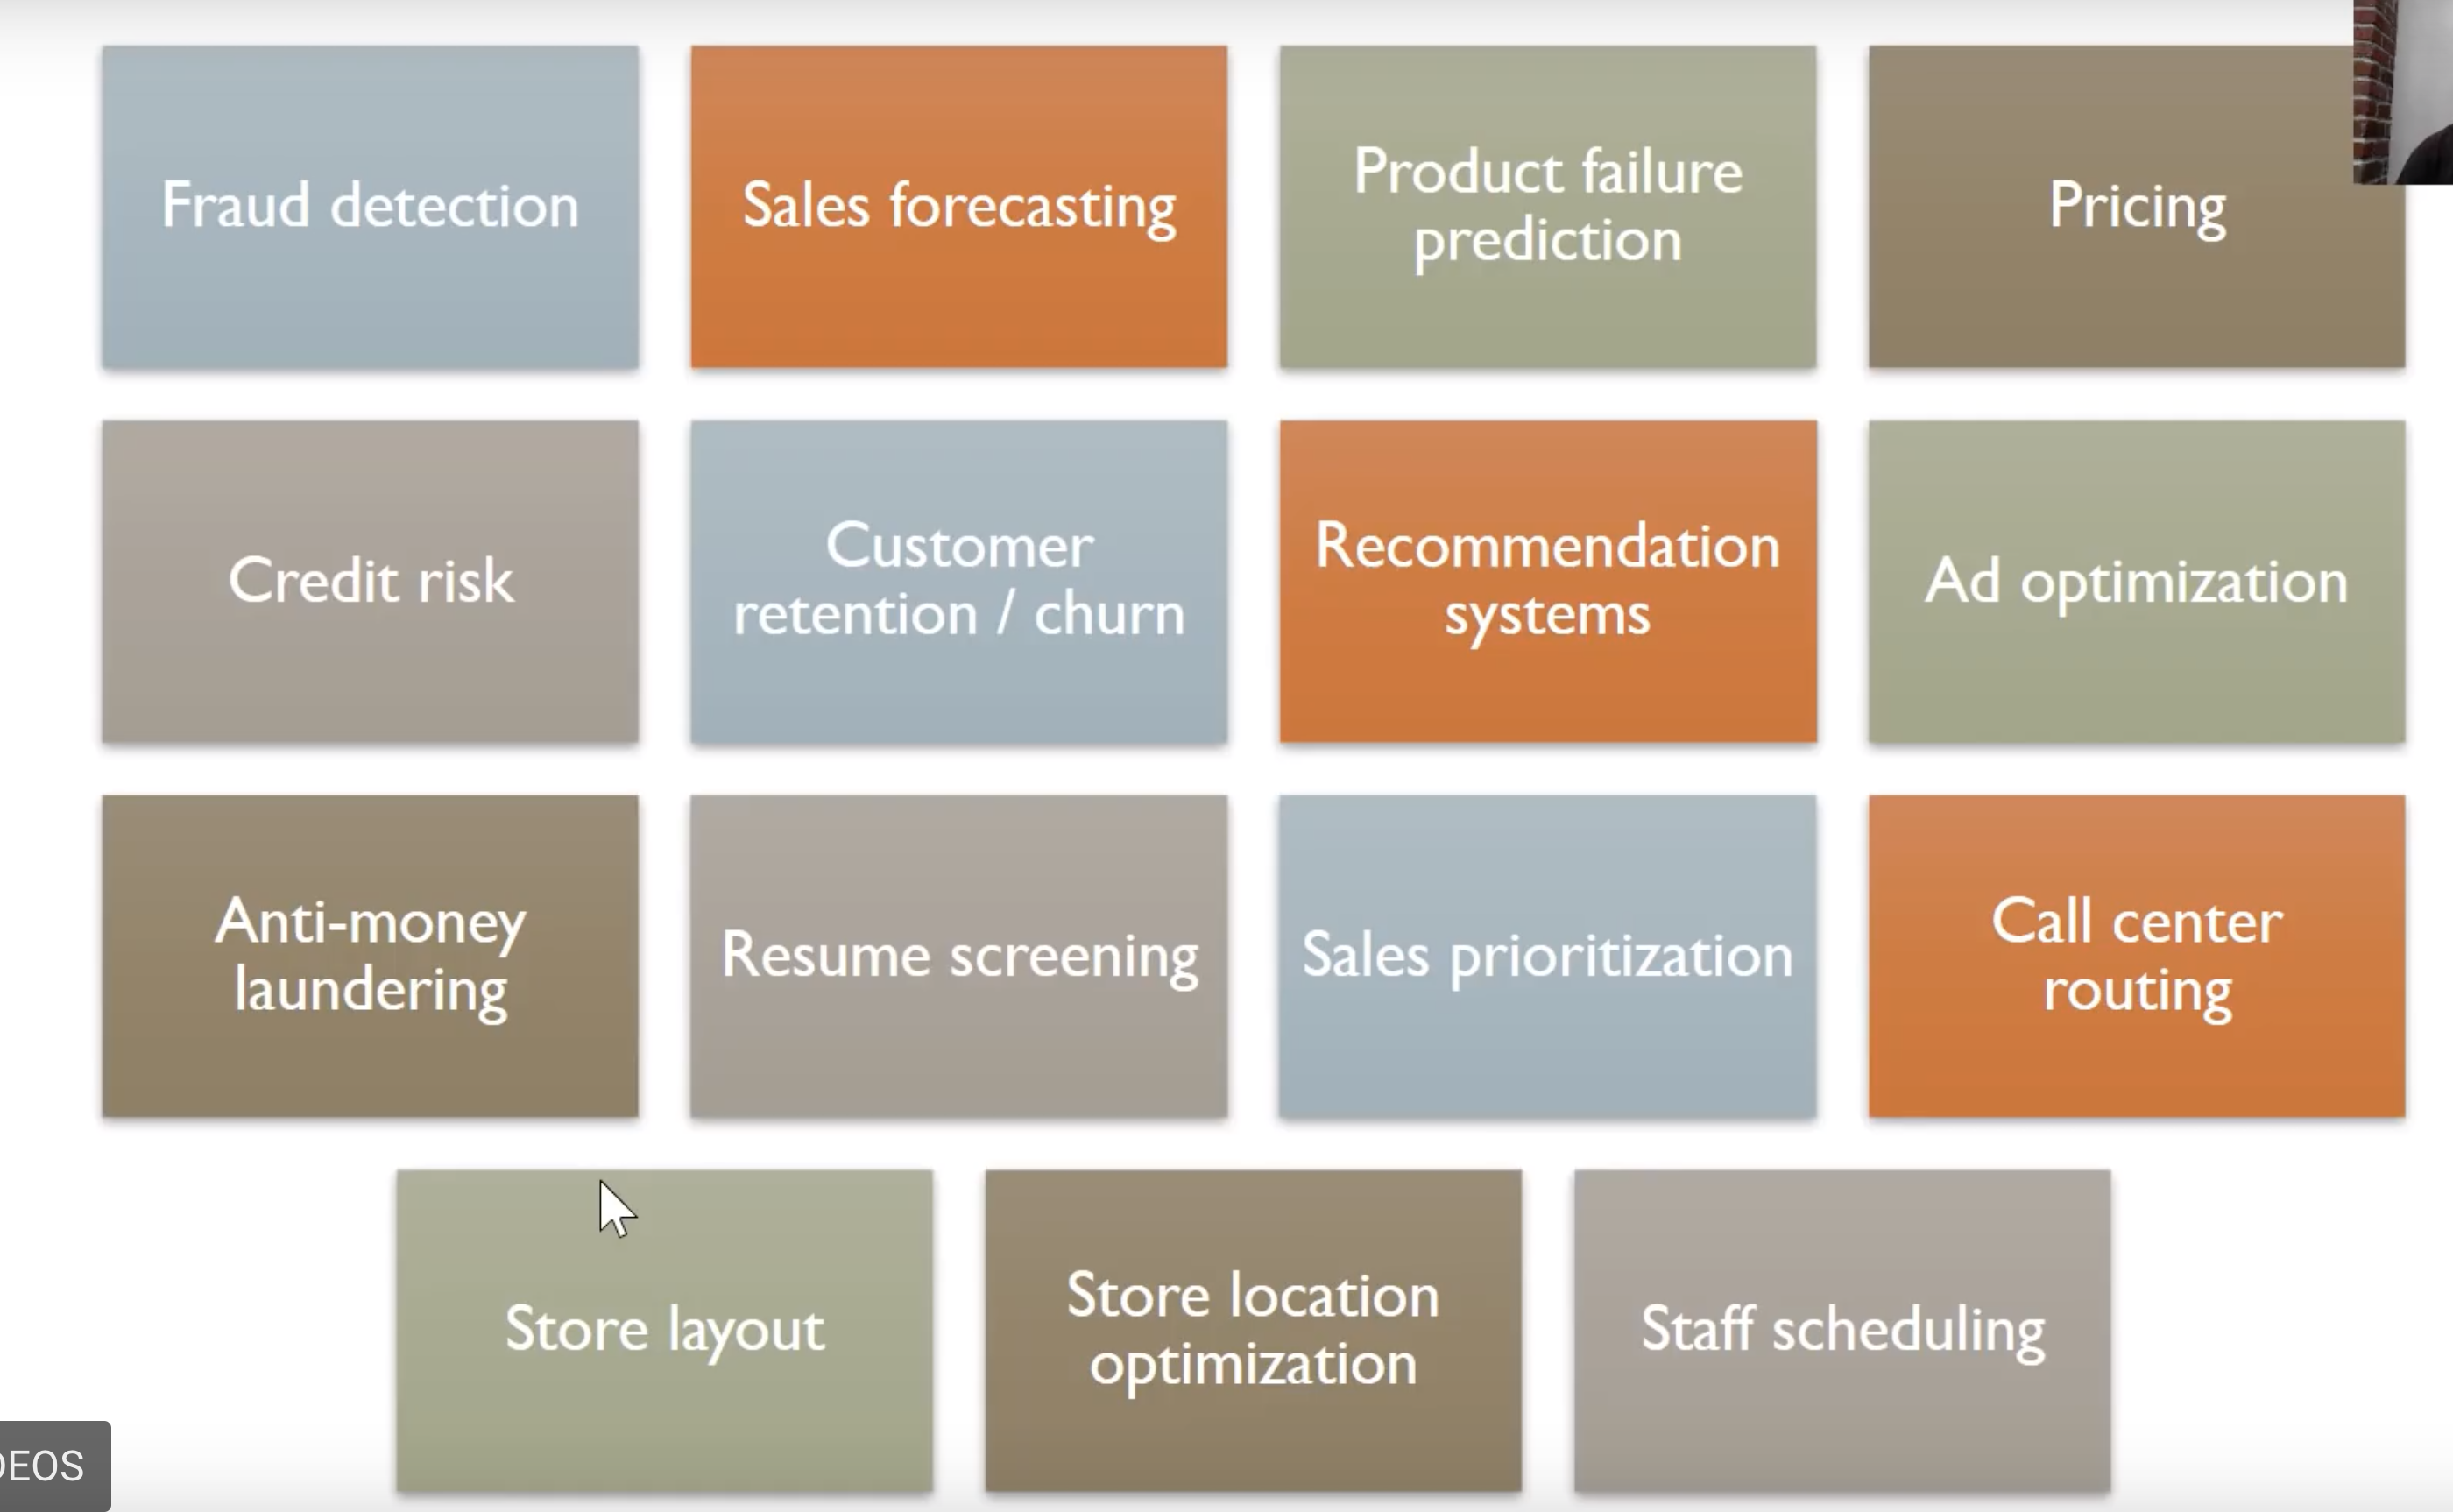 Fraud detection
Sales forecasting
Product failure
prediction
Pricing
Credit risk
Customer
retention / churn
Recommendation
systems
Ad optimization
Anti-money
laundering
Resume screening
Sales prioritization
Call center
routing
Store layout
Store location
optimization
Staff scheduling